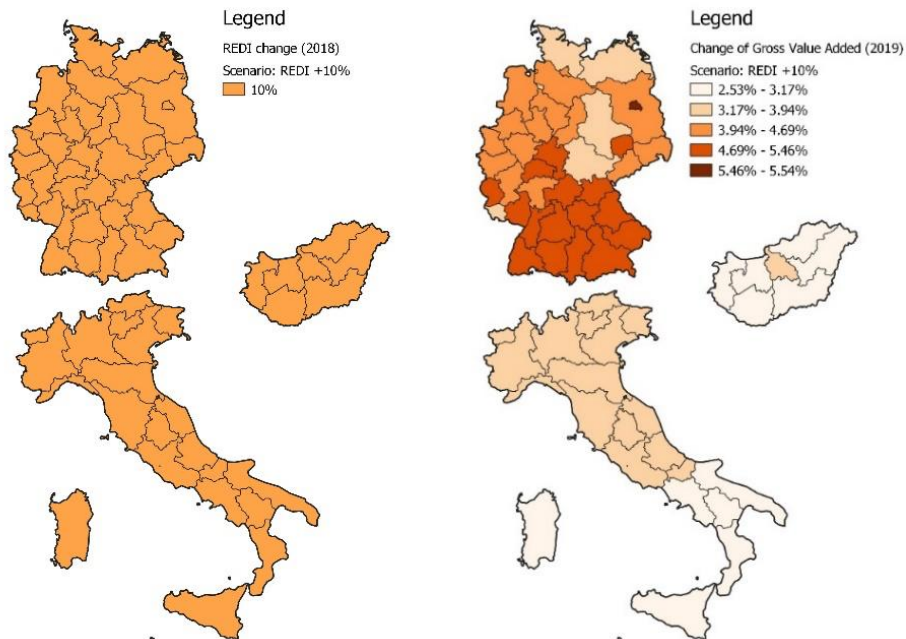 Legend
REDI change (2018)
Scenario: REDI +10%
10%
Legend
Change of Gross Value Added (2019)
Scenario: REDI +10%
2.53% - 3.17%
3.17% - 3.94%
3.94% - 4.69%
4.69% - 5.46%
5.46% - 5.54%